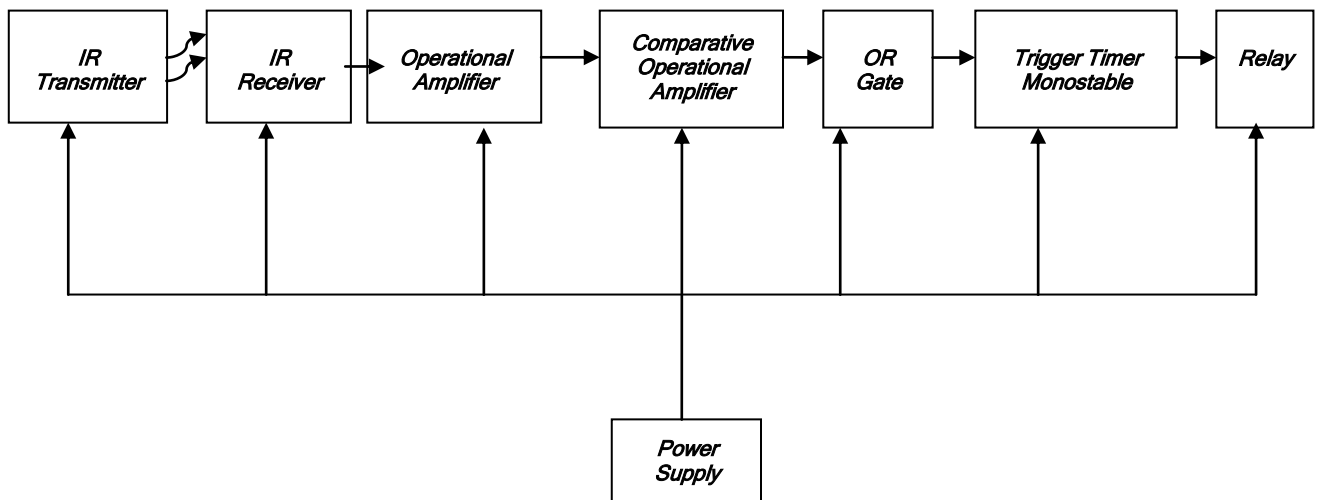 IR
Transmitter
IR
Receiver
Operational
Amplifier
Comparative
Operational
Amplifier
OR
Gate
Trigger Timer
Monostable
Relay
Power
Supply